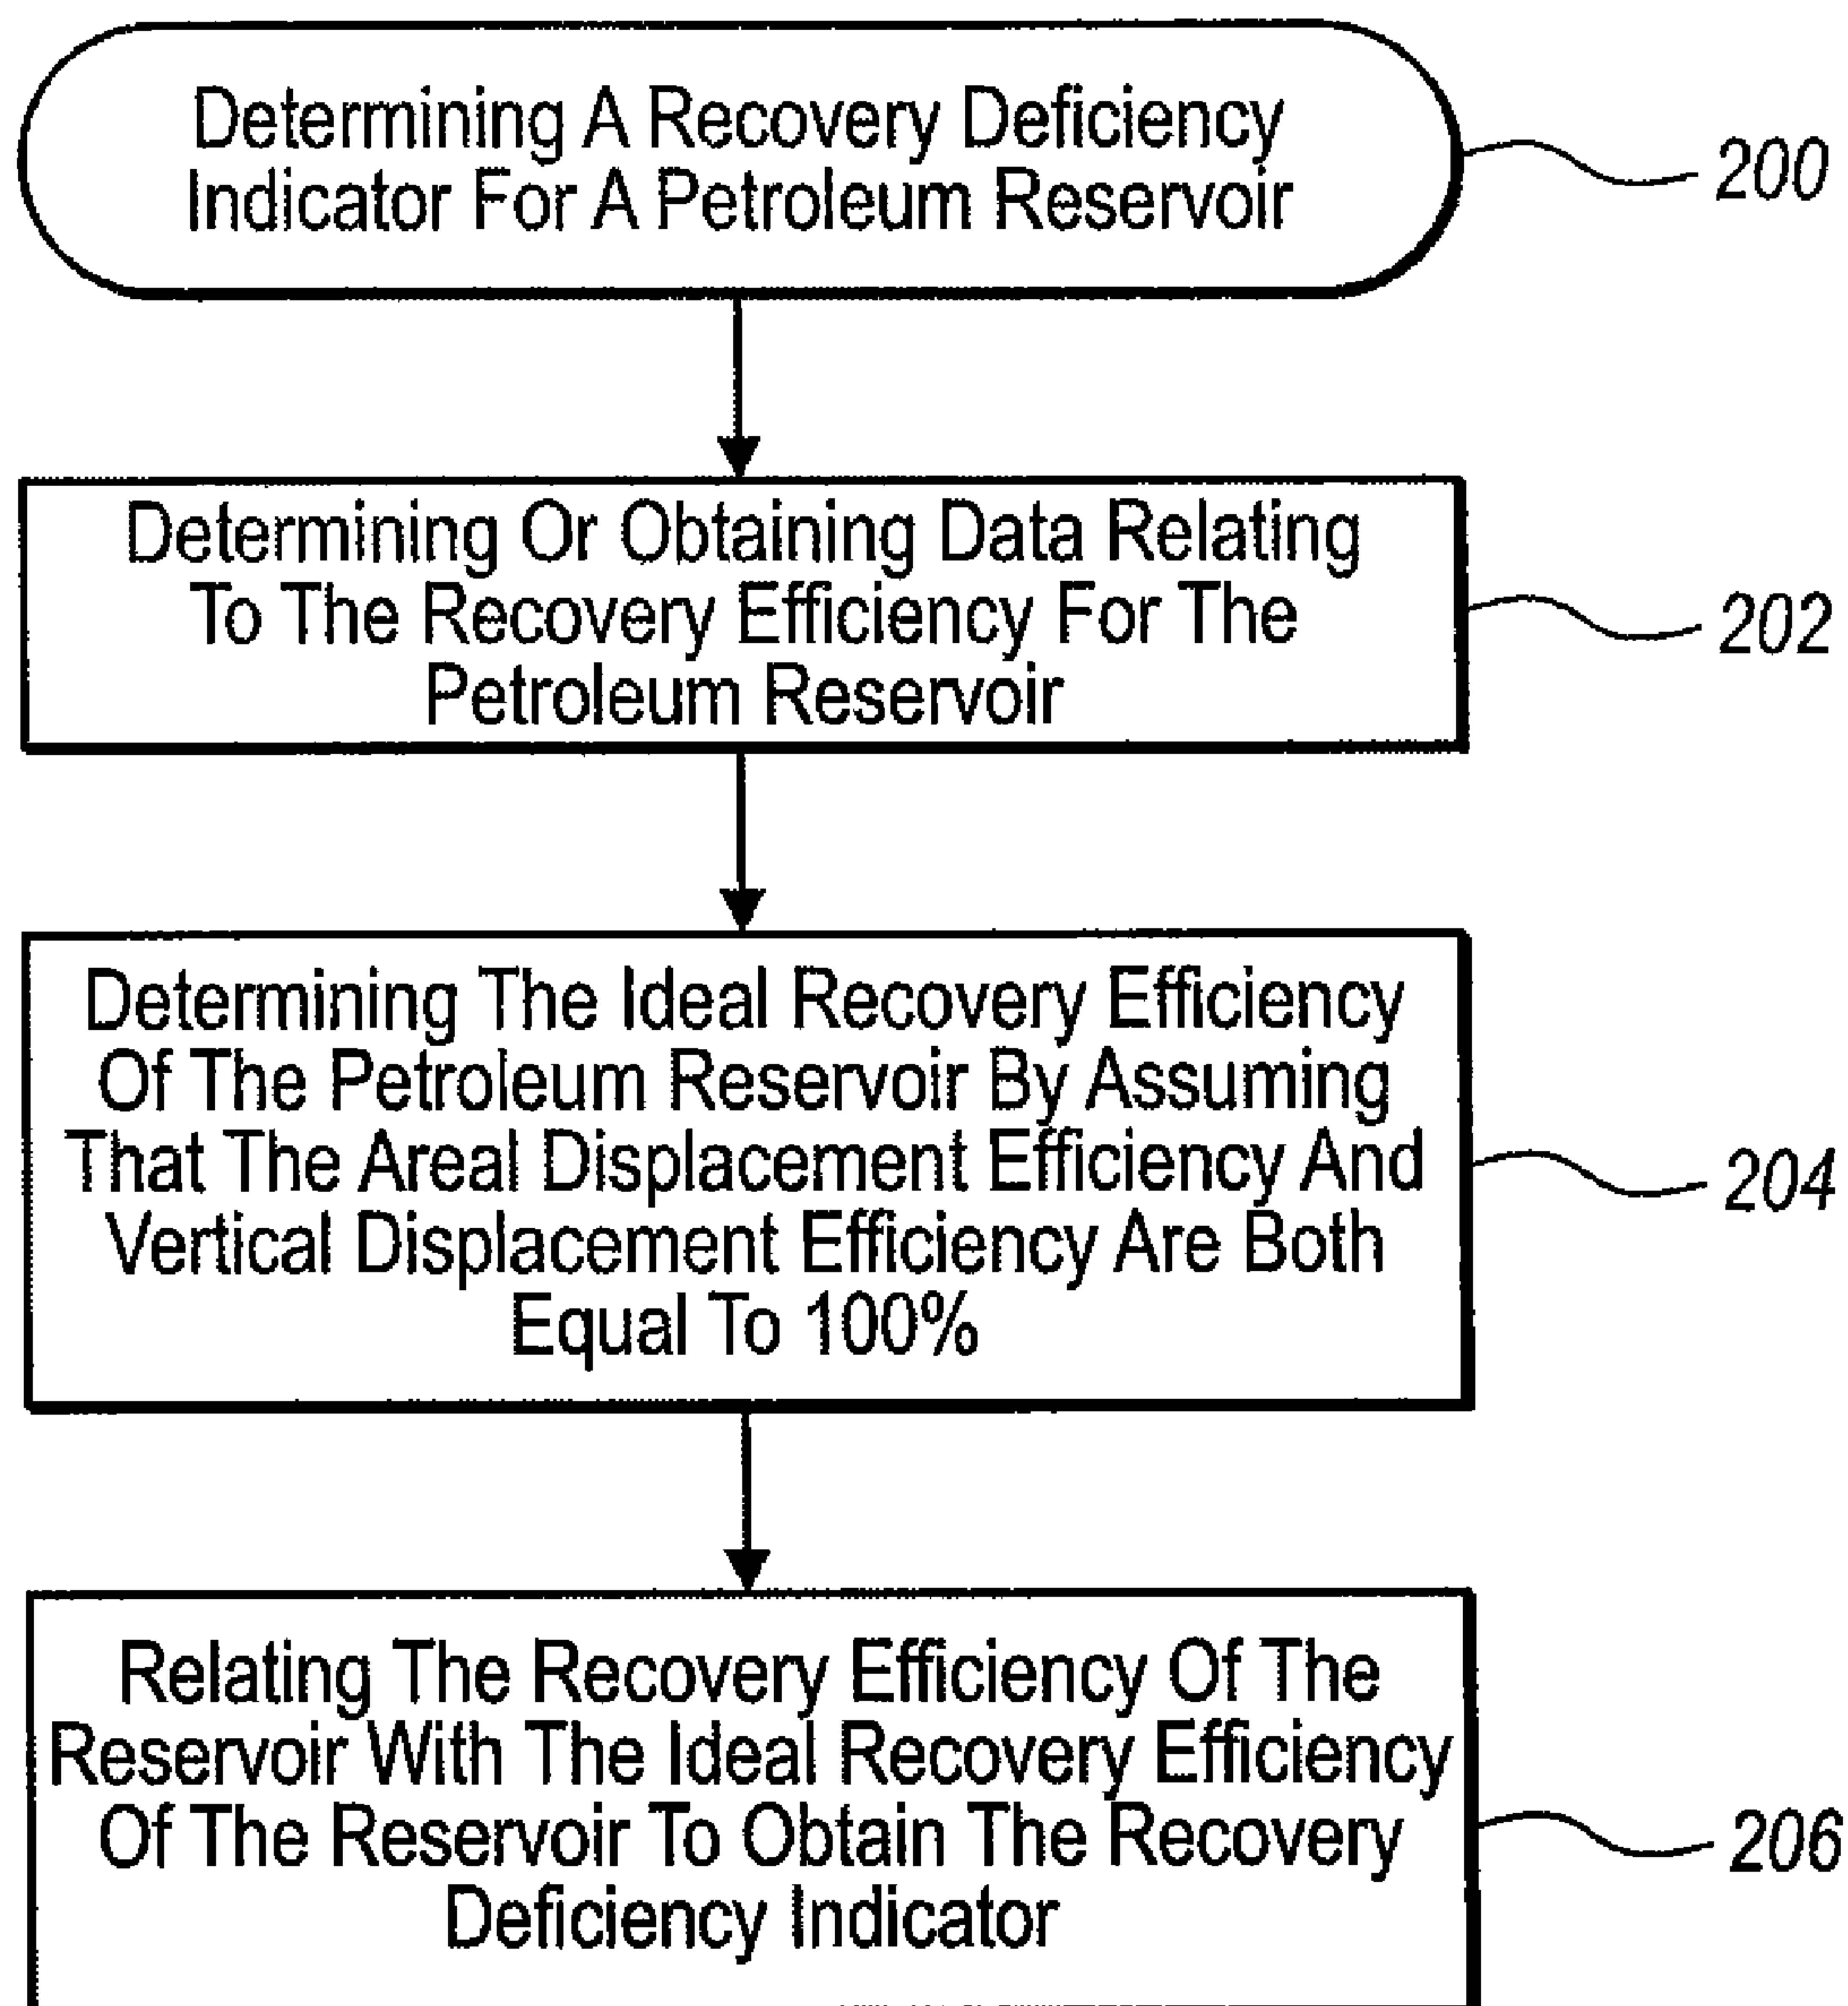 Determining A Recovery Deficiency
Indicator For A Petroleum Reservoir
200
Determining Or Obtaining Data Relating
To The Recovery Efficiency For The
Petroleum Reservoir
202
Determining The Ideal Recovery Efficiency
Of The Petroleum Reservoir By Assuming
That The Areal Displacement Efficiency And
Vertical Displacement Efficiency Are Both
Equal To 100%
204
Relating The Recovery Efficiency Of The
Reservoir With The Ideal Recovery Efficiency
Of The Reservoir To Obtain The Recovery
Deficiency Indicator
206